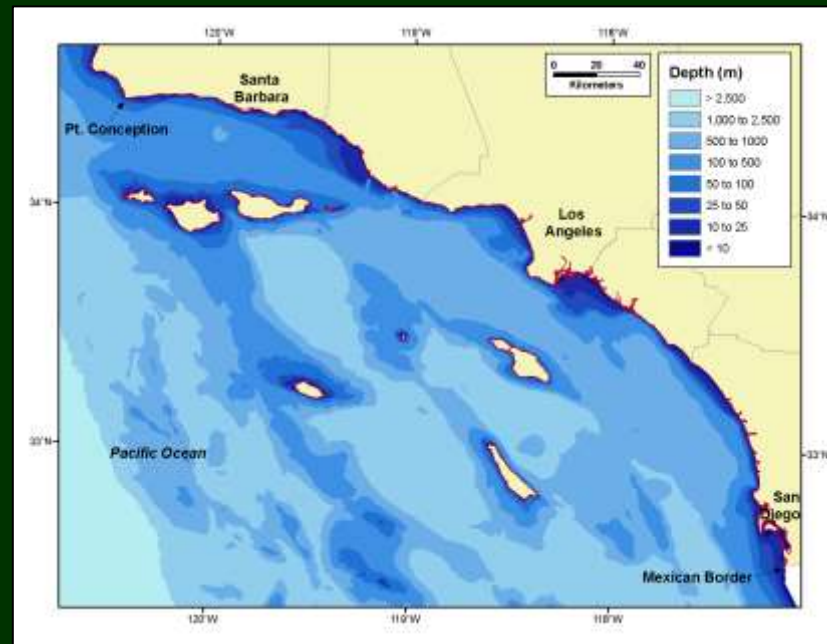 120°W
119°W
118°W
0 20 40
Kilometers
Depth (m)
> 2,500
1,000 to 2,500
500 to 1000
100 to 500
50 to 100
25 to 50
10 to 25
< 10
Santa
Barbara
Pt. Conception
34°N
34°N
Los
Angeles
33°N
33°N
Pacific Ocean
San
Diego
Mexican Border
120°W
119°W
118°W